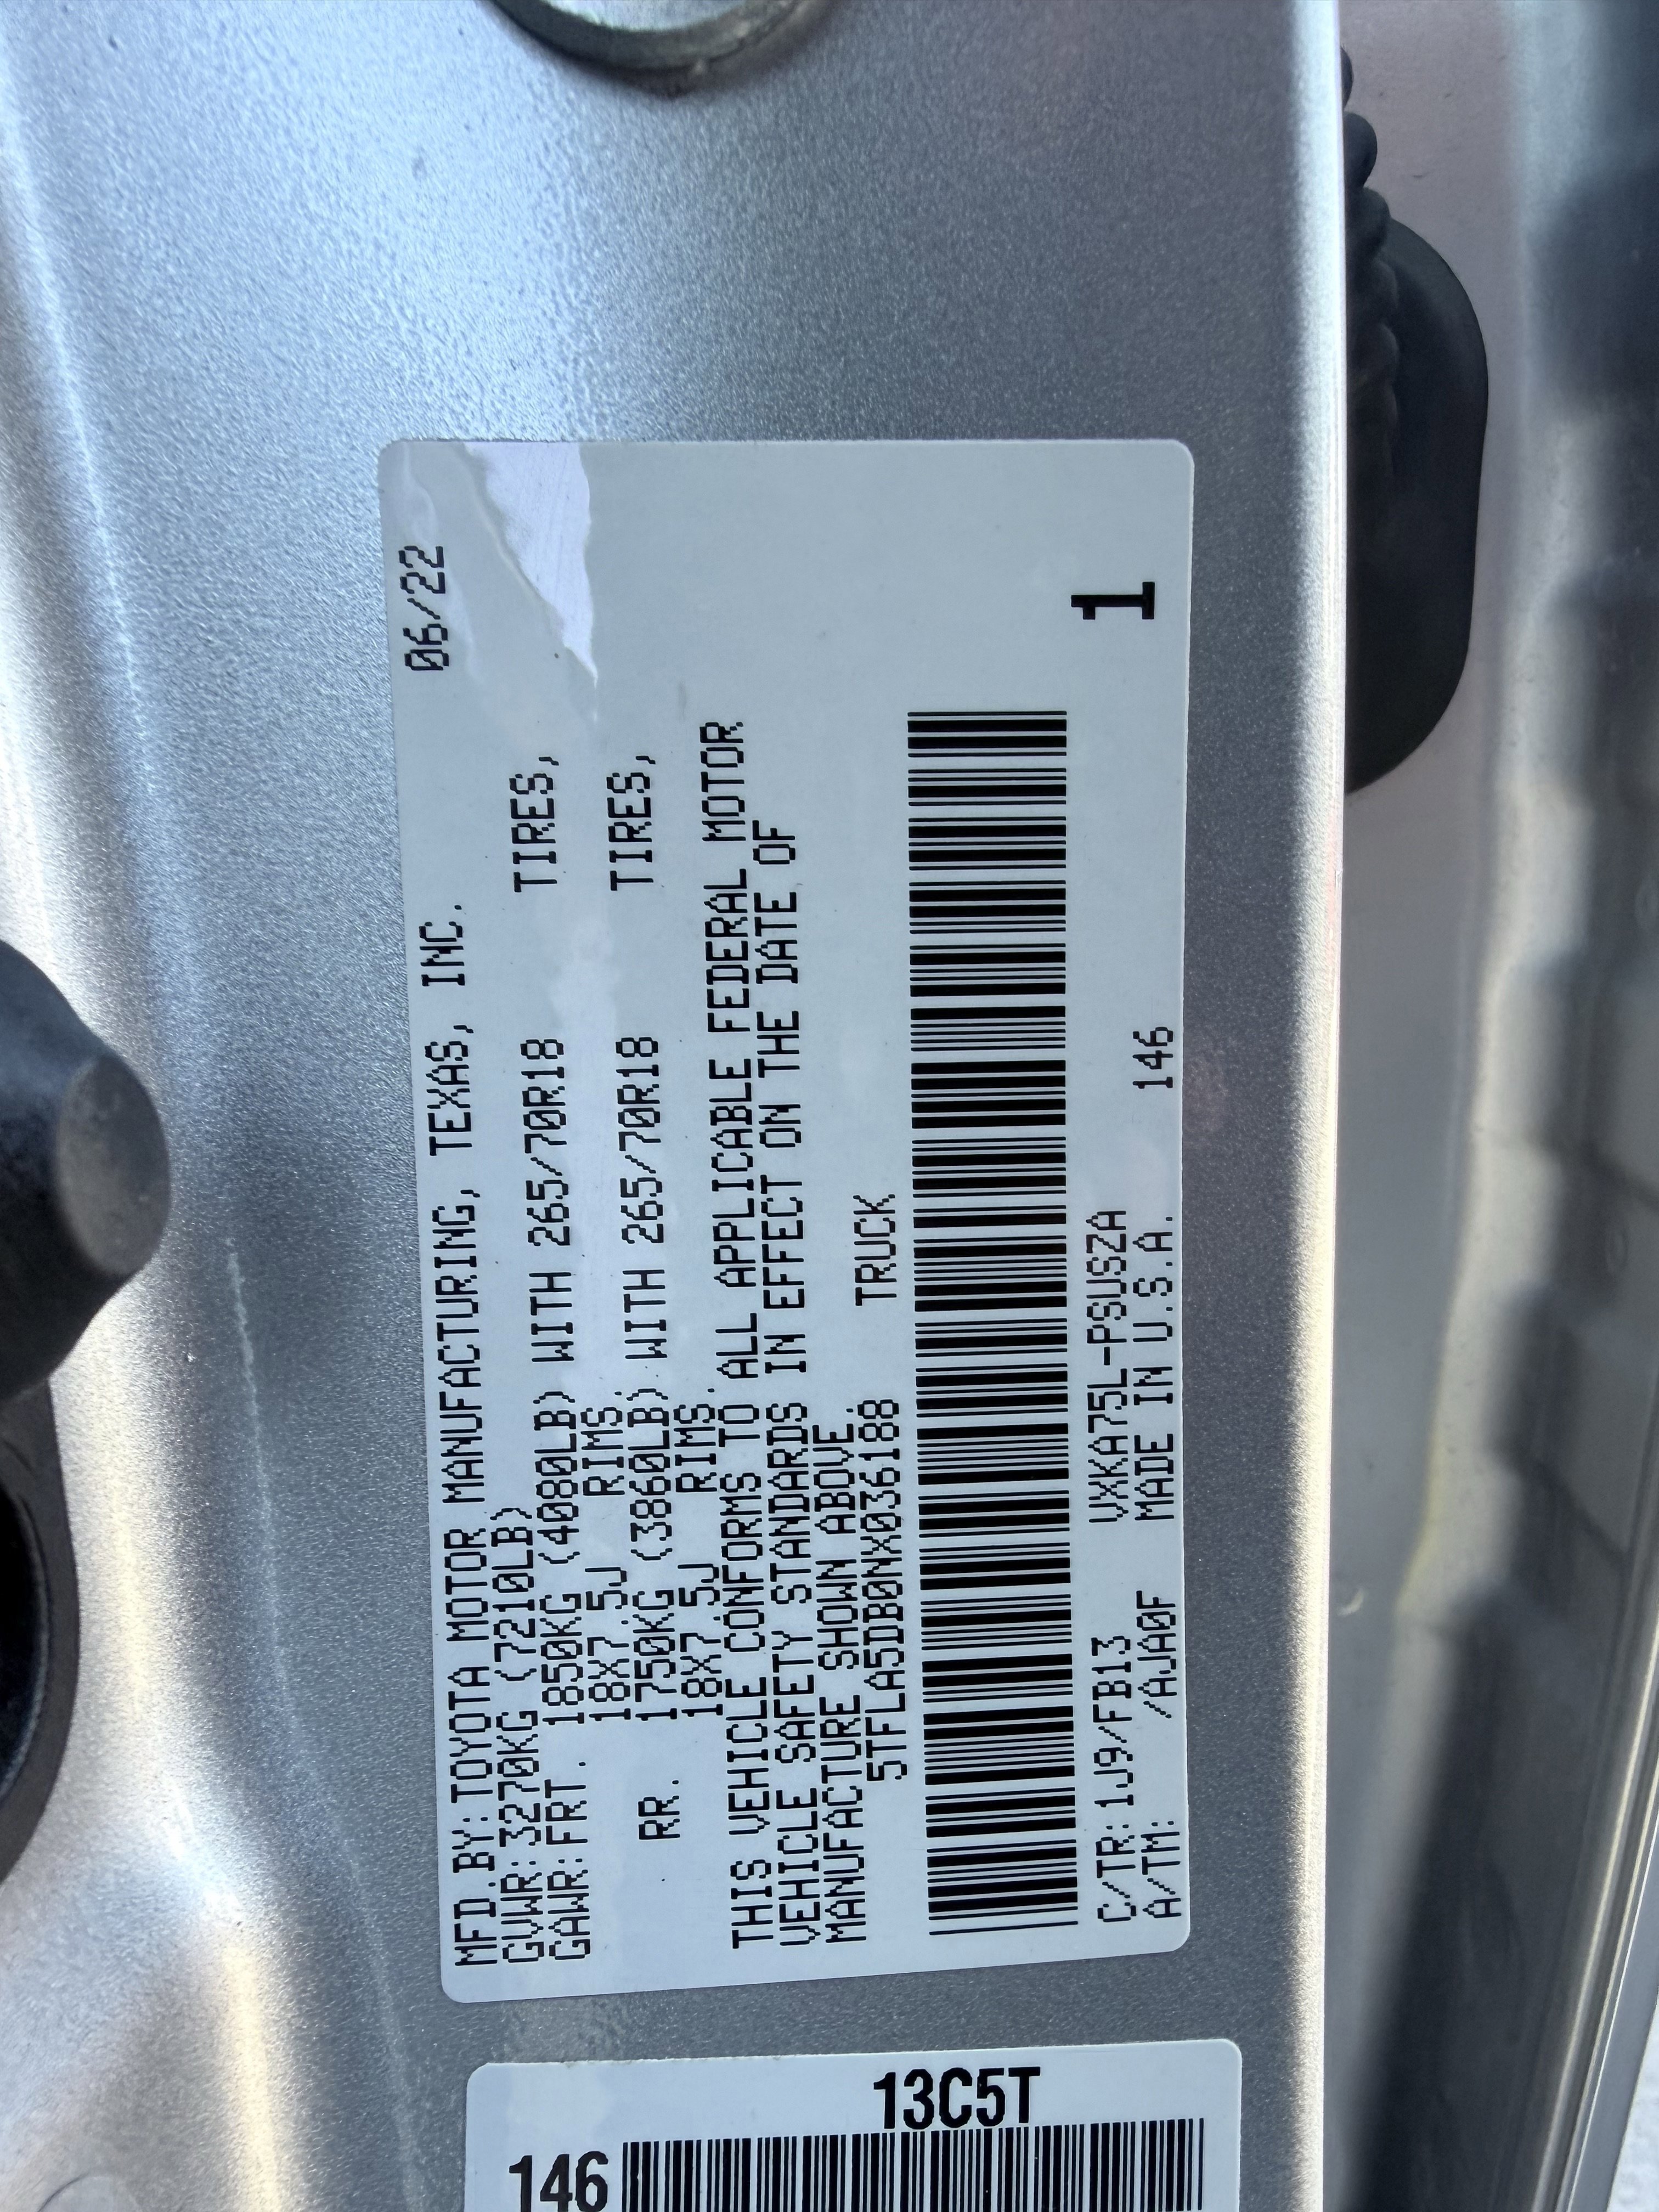 MFD.BY:TOYOTA MOTOR MANUFACTURING, TEXAS, INC. 06/22
GVWR:3270KG (7210LB)
GAWR:FRT. 1850KG (4080LB) WITH 265/70R18 TIRES,
18X7.5J RIMS.
RR. 1750KG (3860LB) WITH 265/70R18 TIRES,
18X7.5J RIMS.
THIS VEHICLE CONFORMS TO ALL APPLICABLE FEDERAL MOTOR
VEHICLE SAFETY STANDARDS IN EFFECT ON THE DATE OF
MANUFACTURE SHOWN ABOVE.
5TFLA5DB0NX036188 TRUCK
C/TR:1J9/FB13 VXKA75L-PSUSZA
A/TM: /AJA0F MADE IN U.S.A. 146
1
146
13C5T